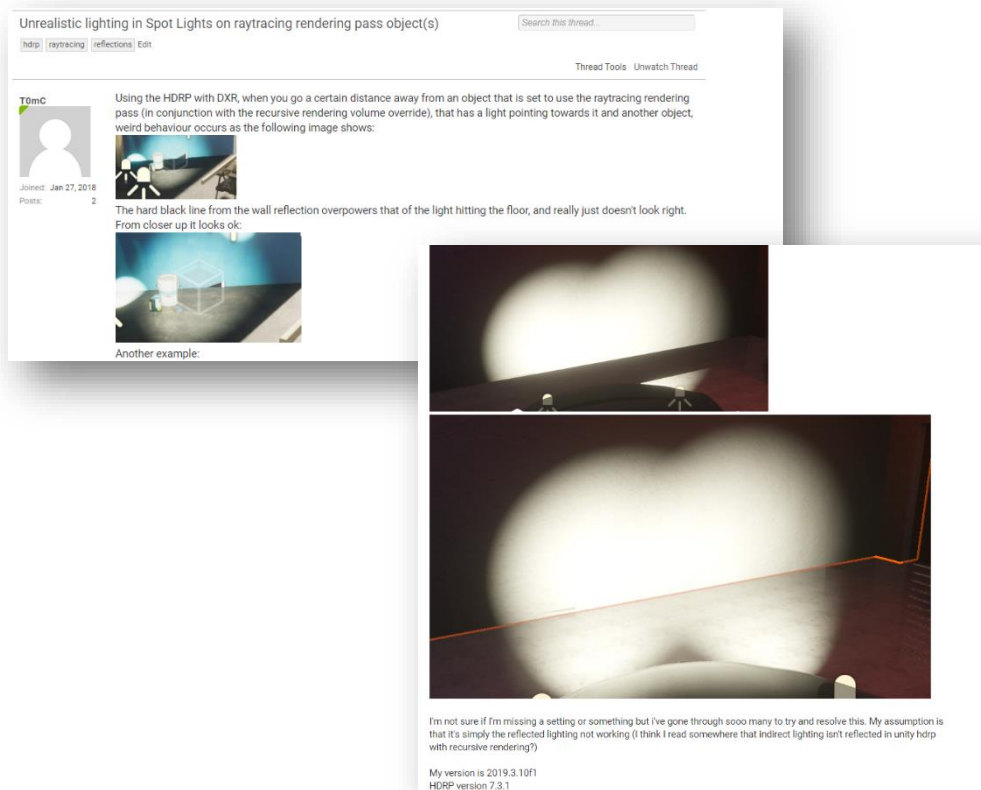 Unrealistic lighting in Spot Lights on raytracing rendering pass object(s)
Search this thread...
hdrp raytracing reflections Edit
Thread Tools Unwatch Thread
T0mC
Joined: Jan 27, 2018
Posts: 2
Using the HDRP with DXR, when you go a certain distance away from an object that is set to use the raytracing rendering
pass (in conjunction with the recursive rendering volume override), that has a light pointing towards it and another object,
weird behaviour occurs as the following image shows:
The hard black line from the wall reflection overpowers that of the light hitting the floor, and really just doesn't look right.
From closer up it looks ok:
Another example:
I'm not sure if I'm missing a setting or something but i've gone through sooo many to try and resolve this. My assumption is
that it's simply the reflected lighting not working (I think I read somewhere that indirect lighting isn't reflected in unity hdrp
with recursive rendering?)
My version is 2019.3.10f1
HDRP version 7.3.1